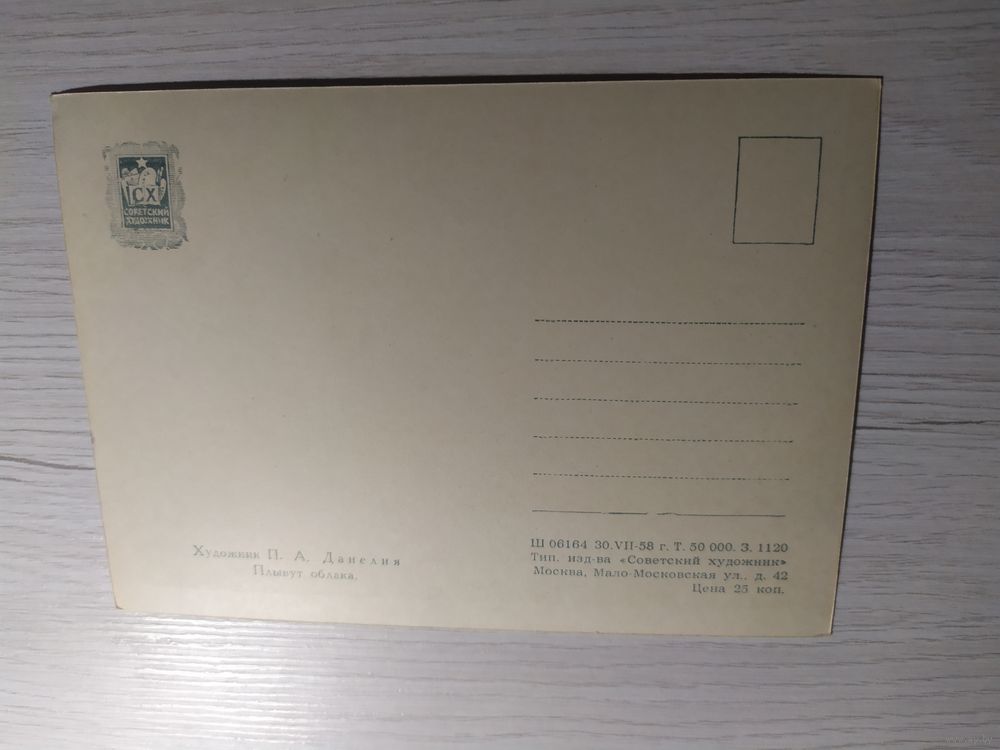 СХ
СОВЕТСКИЙ
ХУДОЖНИК
Художник П. А. Данелия
Плывут облака.
Ш 06164 30.VII-58 г. Т. 50 000. З. 1120
Тип. изд-ва «Советский художник»
Москва, Мало-Московская ул., д. 42
Цена 25 коп.